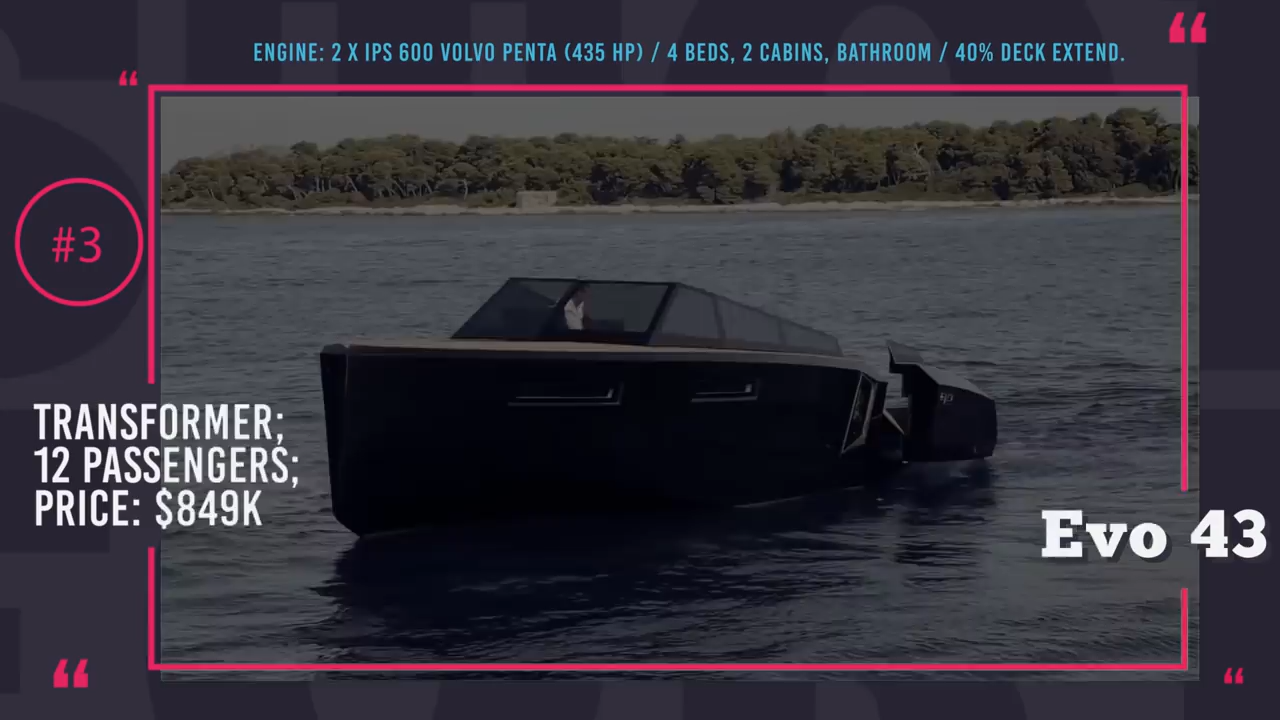 ENGINE: 2 X IPS 600 VOLVO PENTA (435 HP) / 4 BEDS, 2 CABINS, BATHROOM / 40% DECK EXTEND.
#3
TRANSFORMER;
12 PASSENGERS;
PRICE: $849K
Evo 43